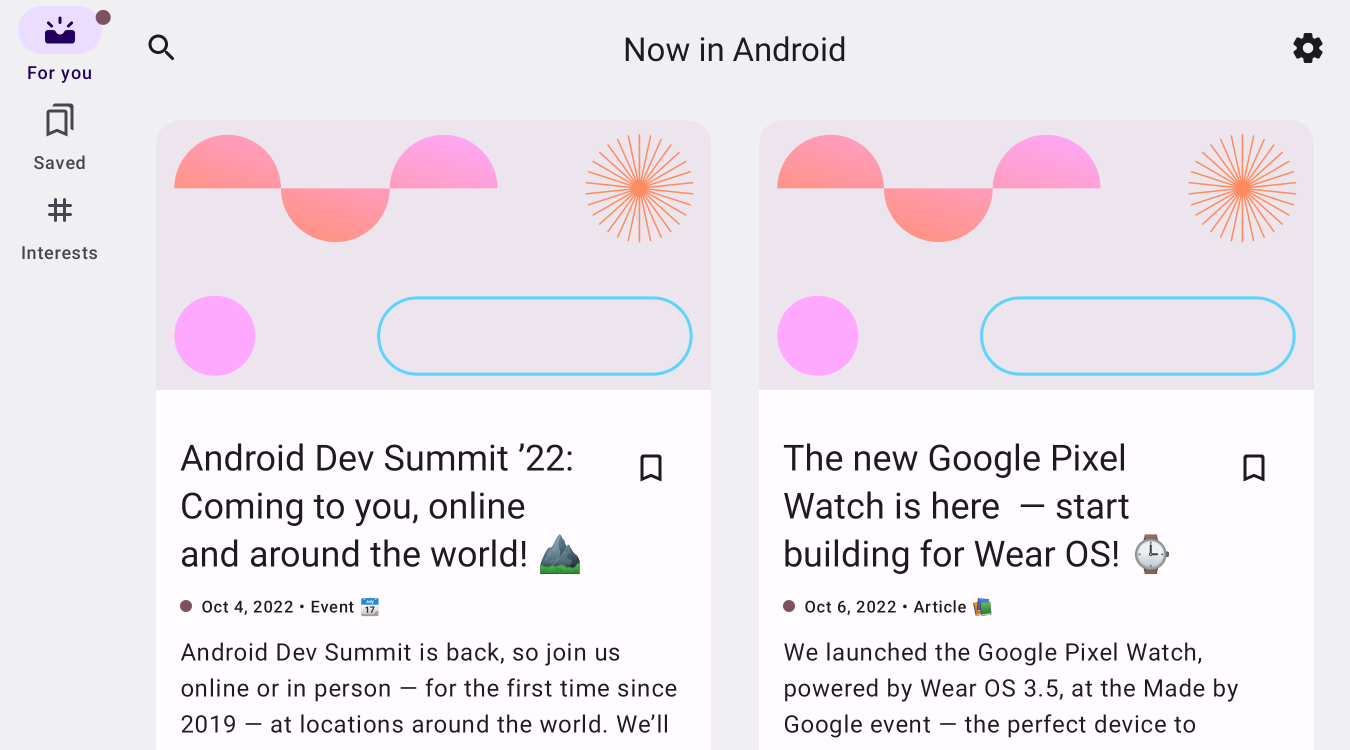 For you
Saved
Interests
Now in Android
Android Dev Summit ’22:
Coming to you, online
and around the world! ⛰️
Oct 4, 2022 • Event 📆
Android Dev Summit is back, so join us
online or in person — for the first time since
2019 — at locations around the world. We’ll
The new Google Pixel
Watch is here  — start
building for Wear OS! ⌚
Oct 6, 2022 • Article 📚
We launched the Google Pixel Watch,
powered by Wear OS 3.5, at the Made by
Google event — the perfect device to